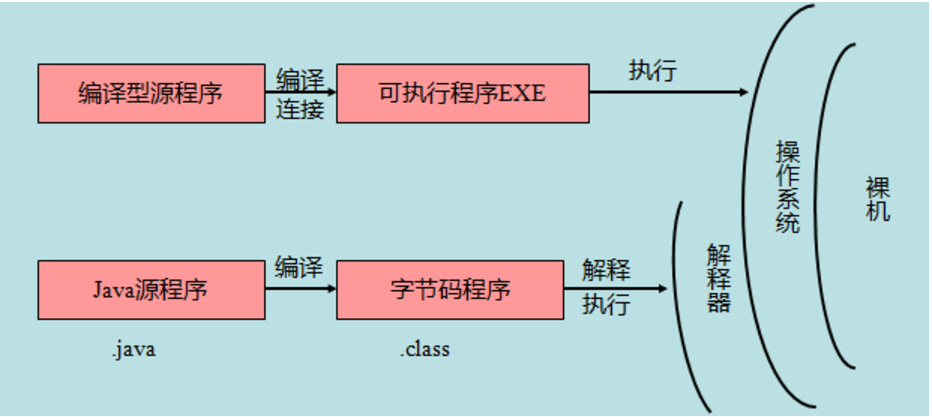 编译型源程序
编译
连接
可执行程序EXE
执行
操作系统
裸机
Java源程序
编译
字节码程序
解释
执行
解释器
.java
.class